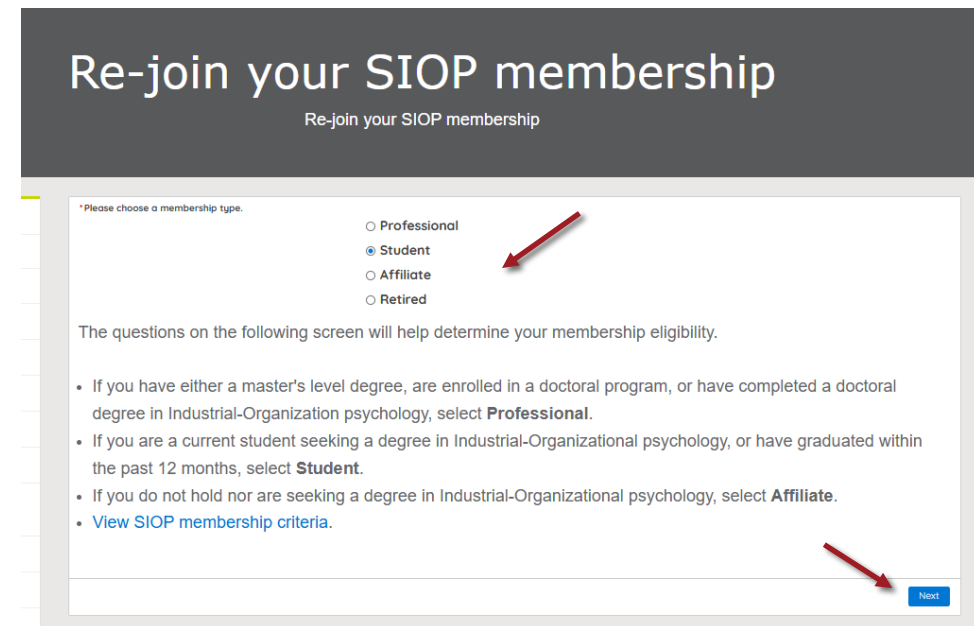 Re-join your SIOP membership
Re-join your SIOP membership
*Please choose a membership type.
Professional
Student
Affiliate
Retired
The questions on the following screen will help determine your membership eligibility.
• If you have either a master's level degree, are enrolled in a doctoral program, or have completed a doctoral
degree in Industrial-Organization psychology, select Professional.
• If you are a current student seeking a degree in Industrial-Organizational psychology, or have graduated within
the past 12 months, select Student.
• If you do not hold nor are seeking a degree in Industrial-Organizational psychology, select Affiliate.
• View SIOP membership criteria.
Next